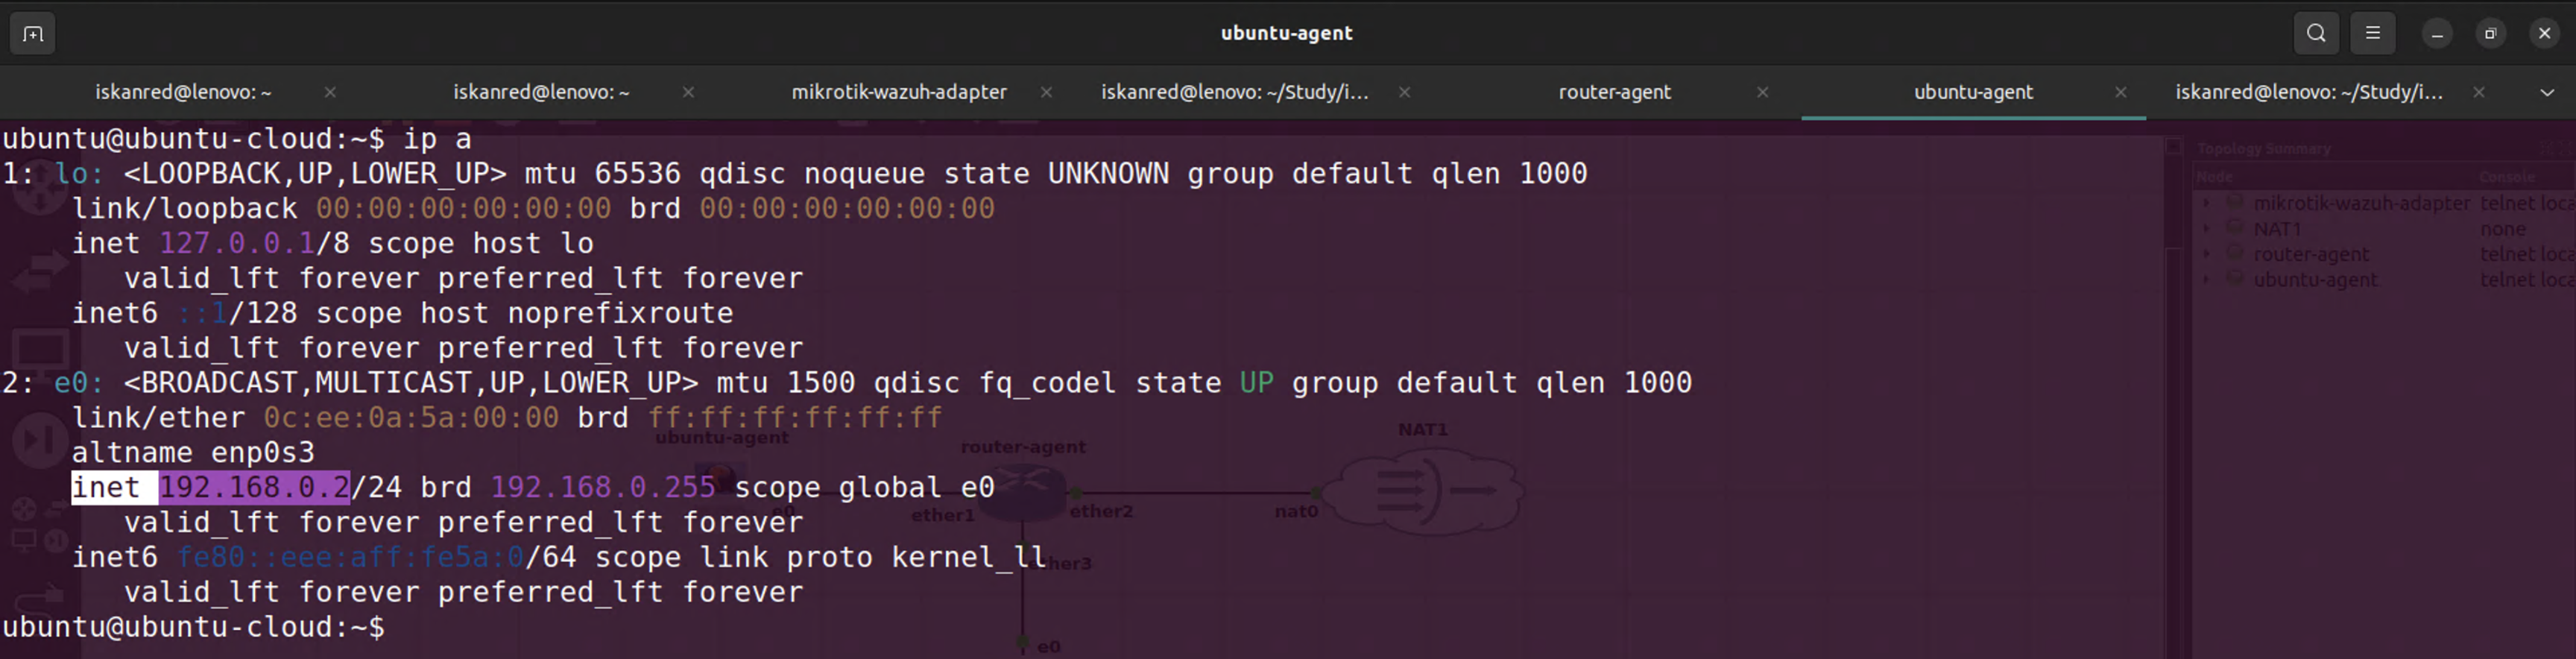 ubuntu-agent
iskanred@lenovo: ~
iskanred@lenovo: ~
mikrotik-wazuh-adapter
iskanred@lenovo: ~/Study/i...
router-agent
ubuntu-agent
iskanred@lenovo: ~/Study/i...
ubuntu@ubuntu-cloud:~$ ip a
1: lo: <LOOPBACK,UP,LOWER_UP> mtu 65536 qdisc noqueue state UNKNOWN group default qlen 1000
    link/loopback 00:00:00:00:00:00 brd 00:00:00:00:00:00
    inet 127.0.0.1/8 scope host lo
       valid_lft forever preferred_lft forever
    inet6 ::1/128 scope host noprefixroute
       valid_lft forever preferred_lft forever
2: e0: <BROADCAST,MULTICAST,UP,LOWER_UP> mtu 1500 qdisc fq_codel state UP group default qlen 1000
    link/ether 0c:ee:0a:5a:00:00 brd ff:ff:ff:ff:ff:ff
    altname enp0s3
    inet 192.168.0.2/24 brd 192.168.0.255 scope global e0
       valid_lft forever preferred_lft forever
    inet6 fe80::eee:aff:fe5a:0/64 scope link proto kernel_ll
       valid_lft forever preferred_lft forever
ubuntu@ubuntu-cloud:~$
Topology Summary
Node Console
mikrotik-wazuh-adapter telnet loca
NAT1 none
router-agent telnet loca
ubuntu-agent telnet loca
ubuntu-agent
router-agent
NAT1
e0
ether1
ether2
nat0
ether3
e0